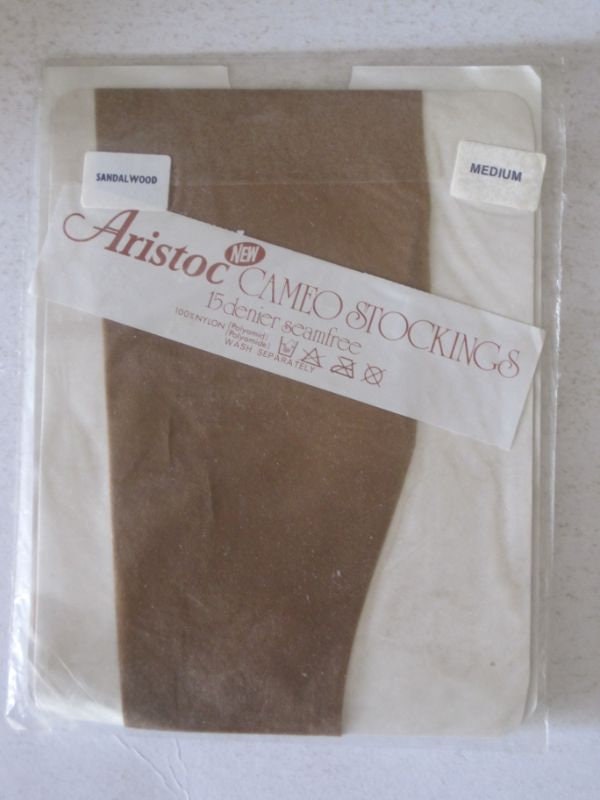 SANDALWOOD
MEDIUM
Aristoc NEW CAMEO STOCKINGS
15 denier seamfree
100% NYLON (Polyamid)
(Polyamide)
WASH SEPARATELY